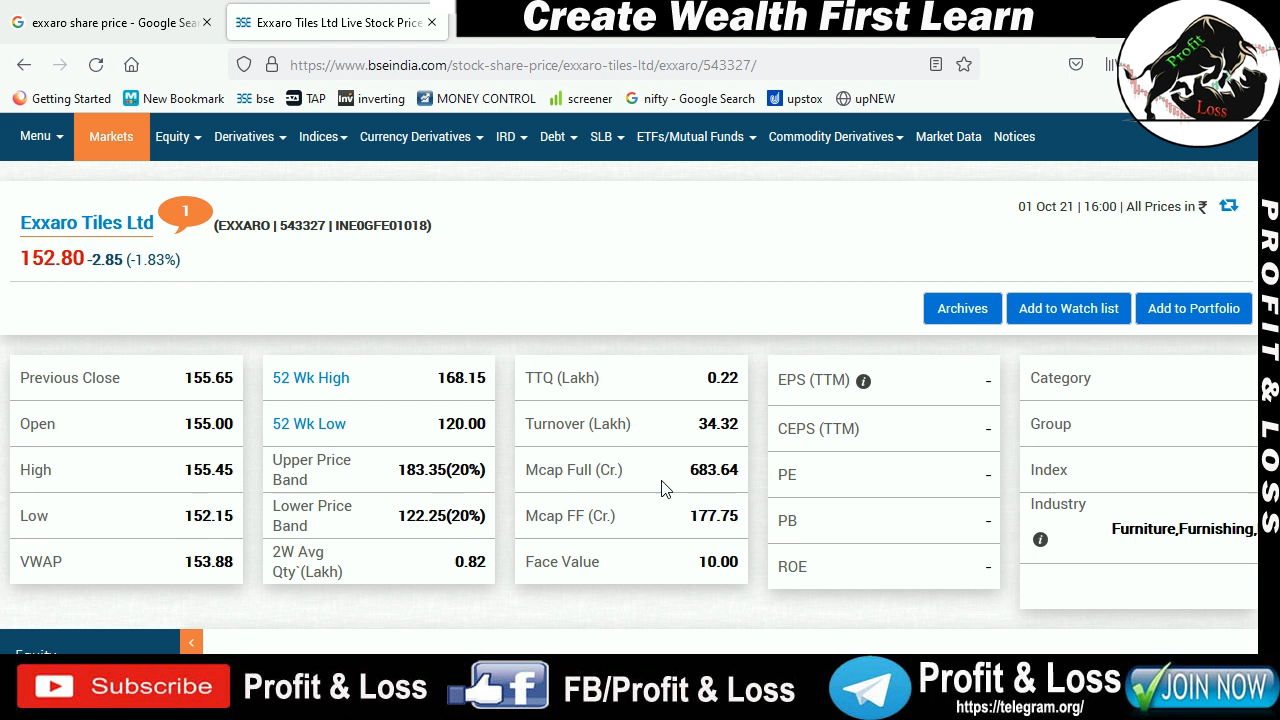 exxaro share price - Google Sea
Exxaro Tiles Ltd Live Stock Price
Create Wealth First Learn
https://www.bseindia.com/stock-share-price/exxaro-tiles-ltd/exxaro/543327/
Profit
Loss
Getting Started
New Bookmark
bse
TAP
inverting
MONEY CONTROL
screener
nifty - Google Search
upstox
upNEW
Menu
Markets
Equity
Derivatives
Indices
Currency Derivatives
IRD
Debt
SLB
ETFs/Mutual Funds
Commodity Derivatives
Market Data
Notices
01 Oct 21 | 16:00 | All Prices in ₹
Exxaro Tiles Ltd
1
(EXXARO | 543327 | INE0GFE01018)
152.80 -2.85 (-1.83%)
Archives
Add to Watch list
Add to Portfolio
Previous Close 155.65
Open 155.00
High 155.45
Low 152.15
VWAP 153.88
52 Wk High 168.15
52 Wk Low 120.00
Upper Price
Band 183.35(20%)
Lower Price
Band 122.25(20%)
2W Avg
Qty`(Lakh) 0.82
TTQ (Lakh) 0.22
Turnover (Lakh) 34.32
Mcap Full (Cr.) 683.64
Mcap FF (Cr.) 177.75
Face Value 10.00
EPS (TTM) -
CEPS (TTM) -
PE -
PB -
ROE -
Category
Group
Index
Industry
Furniture,Furnishing,
PROFIT & LOSS
Equity
Subscribe
Profit & Loss
FB/Profit & Loss
Profit & Loss
https://telegram.org/
JOIN NOW